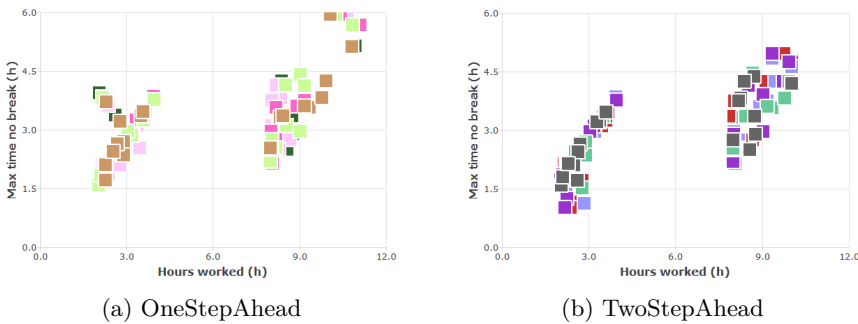 6.0
4.5
3.0
1.5
0.0
Max time no break (h)
0.0 3.0 6.0 9.0 12.0
Hours worked (h)
(a) OneStepAhead
6.0
4.5
3.0
1.5
0.0
Max time no break (h)
0.0 3.0 6.0 9.0 12.0
Hours worked (h)
(b) TwoStepAhead